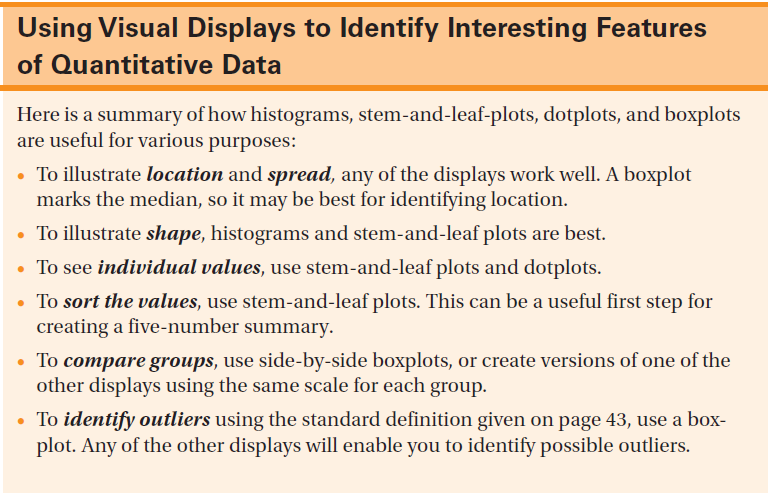 Using Visual Displays to Identify Interesting Features
of Quantitative Data
Here is a summary of how histograms, stem-and-leaf-plots, dotplots, and boxplots
are useful for various purposes:
• To illustrate location and spread, any of the displays work well. A boxplot
marks the median, so it may be best for identifying location.
• To illustrate shape, histograms and stem-and-leaf plots are best.
• To see individual values, use stem-and-leaf plots and dotplots.
• To sort the values, use stem-and-leaf plots. This can be a useful first step for
creating a five-number summary.
• To compare groups, use side-by-side boxplots, or create versions of one of the
other displays using the same scale for each group.
• To identify outliers using the standard definition given on page 43, use a box-
plot. Any of the other displays will enable you to identify possible outliers.